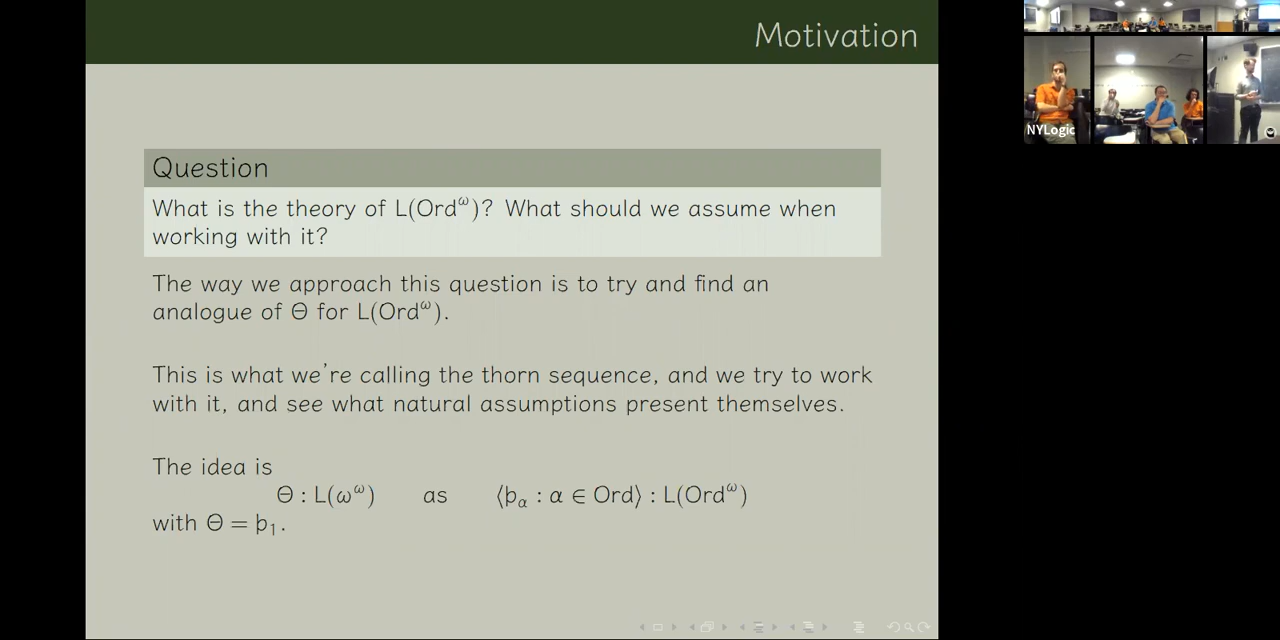 Motivation
Question
What is the theory of L(Ord^ω)? What should we assume when
working with it?
The way we approach this question is to try and find an
analogue of Θ for L(Ord^ω).
This is what we're calling the thorn sequence, and we try to work
with it, and see what natural assumptions present themselves.
The idea is
Θ : L(ω^ω) as ⟨þ_α : α ∈ Ord⟩ : L(Ord^ω)
with Θ = þ₁.
NYLogic